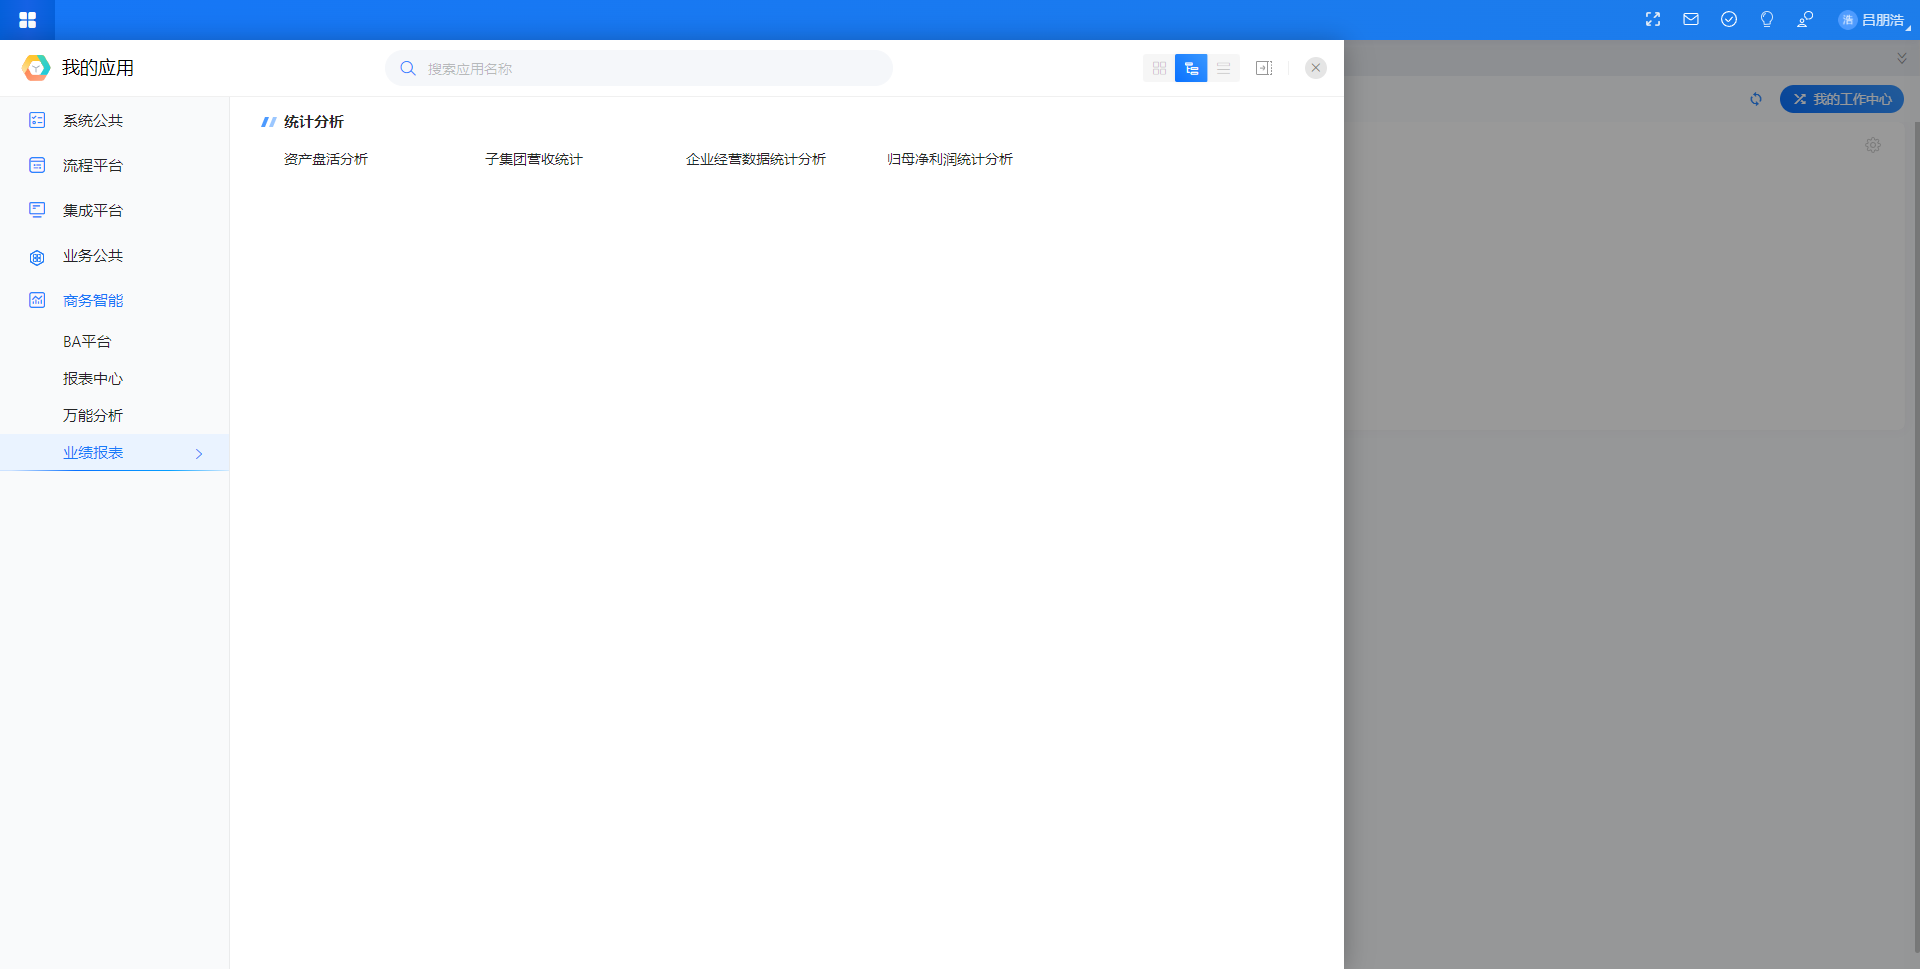 浩 吕朋浩
我的应用
搜索应用名称
我的工作中心
系统公共
流程平台
集成平台
业务公共
商务智能
BA平台
报表中心
万能分析
业绩报表
统计分析
资产盘活分析 子集团营收统计 企业经营数据统计分析 归母净利润统计分析